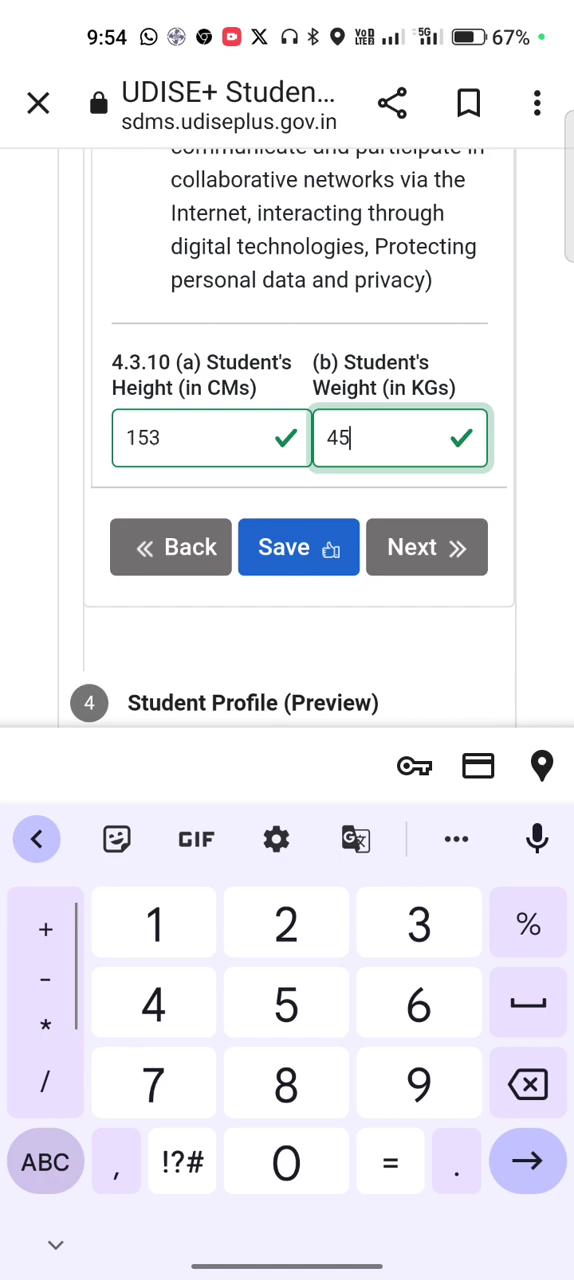 9:54
VoD
LTE2
5G
67%
UDISE+ Studen...
sdms.udiseplus.gov.in
communicate and participate in
collaborative networks via the
Internet, interacting through
digital technologies, Protecting
personal data and privacy)
4.3.10 (a) Student's
Height (in CMs)
(b) Student's
Weight (in KGs)
153
45
« Back
Save
Next »
4 Student Profile (Preview)
GIF
+ 1 2 3 %
-
* 4 5 6
/ 7 8 9
ABC , !?# 0 = .